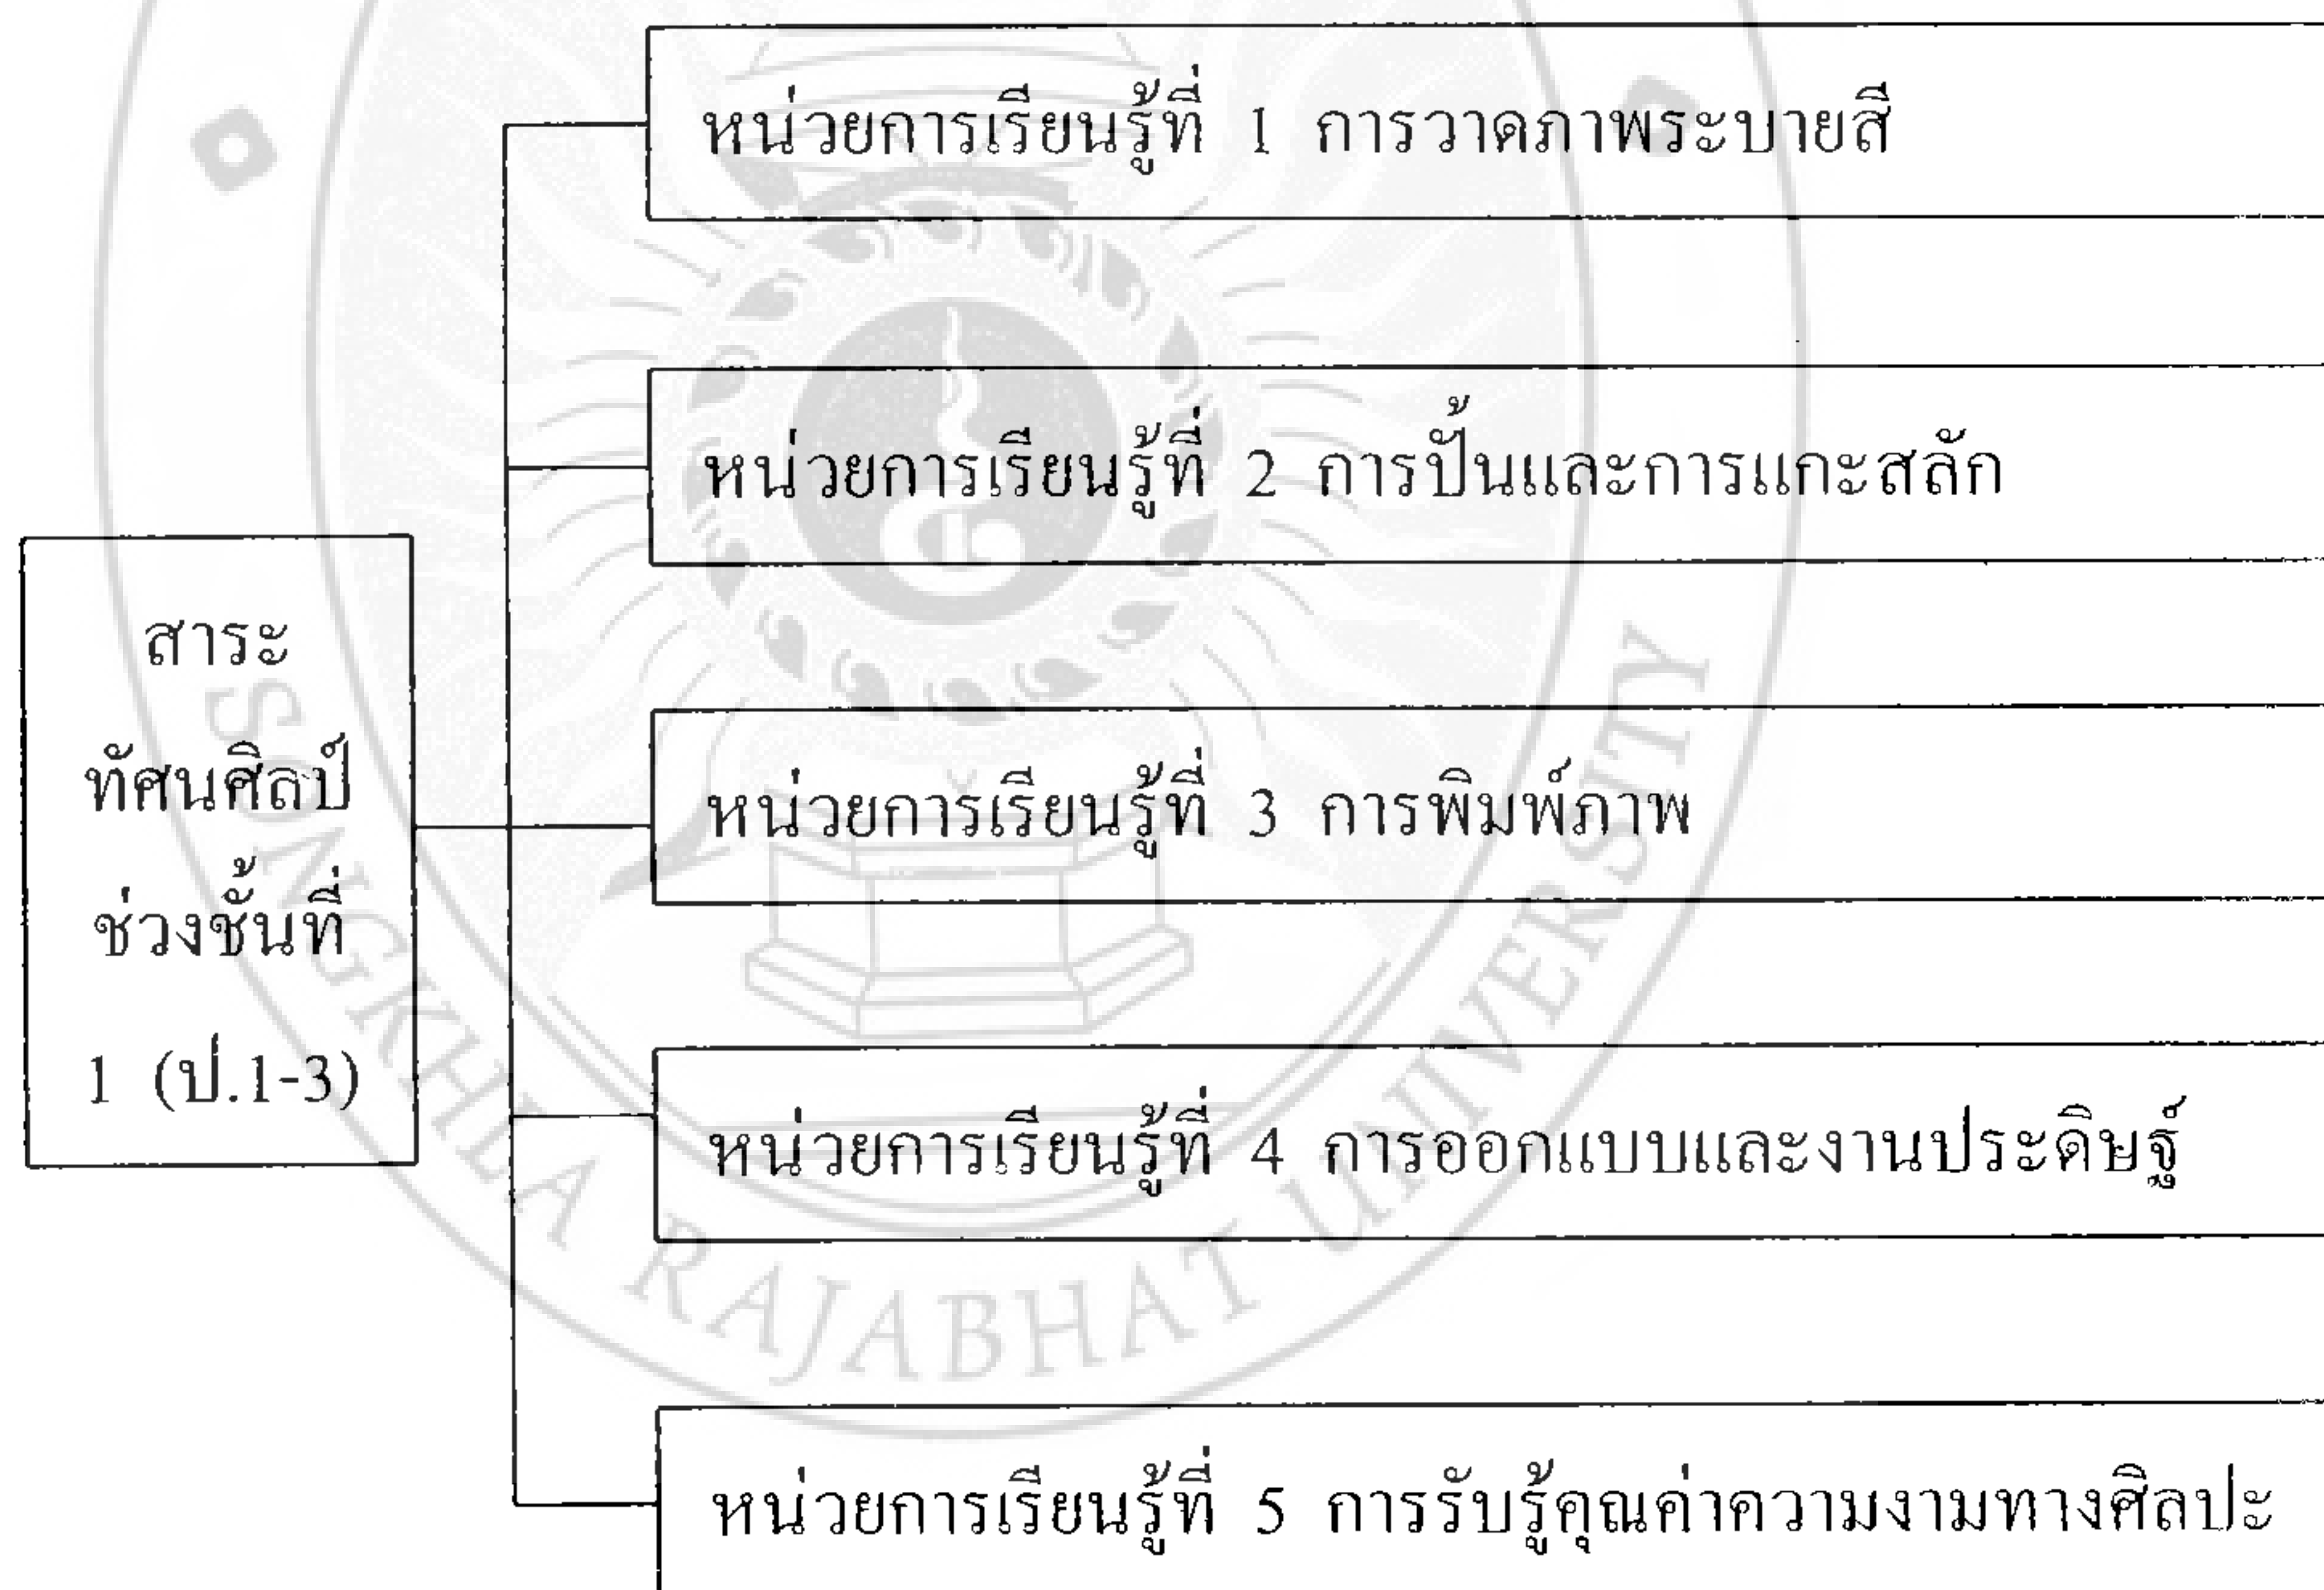 สาระ
ทัศนศิลป์
ช่วงชั้นที่
1 (ป.1-3)
หน่วยการเรียนรู้ที่ 1 การวาดภาพระบายสี
หน่วยการเรียนรู้ที่ 2 การปั้นและการแกะสลัก
หน่วยการเรียนรู้ที่ 3 การพิมพ์ภาพ
หน่วยการเรียนรู้ที่ 4 การออกแบบและงานประดิษฐ์
หน่วยการเรียนรู้ที่ 5 การรับรู้คุณค่าความงามทางศิลปะ
SONGKHLA RAJABHAT UNIVERSITY